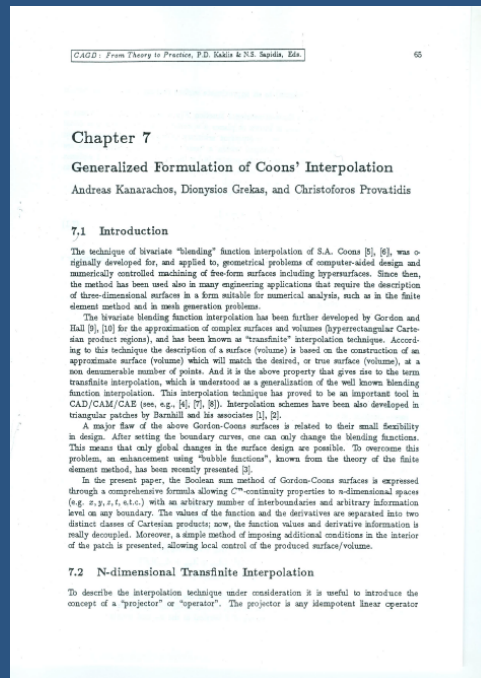 CAGD: From Theory to Practice, P.D. Kaklis & N.S. Sapidis, Eds.
65
Chapter 7
Generalized Formulation of Coons' Interpolation
Andreas Kanarachos, Dionysios Grekas, and Christoforos Provatidis
7.1 Introduction
The technique of bivariate "blending" function interpolation of S.A. Coons [5], [6], was o-
riginally developed for, and applied to, geometrical problems of computer-aided design and
numerically controlled machining of free-form surfaces including hypersurfaces. Since then,
the method has been used also in many engineering applications that require the description
of three-dimensional surfaces in a form suitable for numerical analysis, such as in the finite
element method and in mesh generation problems.
The bivariate blending function interpolation has been further developed by Gordon and
Hall [9], [10] for the approximation of complex surfaces and volumes (hyperrectangular Carte-
sian product regions), and has been known as "transfinite" interpolation technique. Accord-
ing to this technique the description of a surface (volume) is based on the construction of an
approximate surface (volume) which will match the desired, or true surface (volume), at a
non denumerable number of points. And it is the above property that gives rise to the term
transfinite interpolation, which is understood as a generalization of the well known blending
function interpolation. This interpolation technique has proved to be an important tool in
CAD/CAM/CAE (see, e.g., [4], [7], [8]). Interpolation schemes have been also developed in
triangular patches by Barnhill and his associates [1], [2].
A major flaw of the above Gordon-Coons surfaces is related to their small flexibility
in design. After setting the boundary curves, one can only change the blending functions.
This means that only global changes in the surface design are possible. To overcome this
problem, an enhancement using "bubble functions", known from the theory of the finite
element method, has been recently presented [3].
In the present paper, the Boolean sum method of Gordon-Coons surfaces is expressed
through a comprehensive formula allowing Cᵐ-continuity properties to n-dimensional spaces
(e.g. x, y, z, t, e.t.c.) with an arbitrary number of interboundaries and arbitrary information
level on any boundary. The values of the function and the derivatives are separated into two
distinct classes of Cartesian products; now, the function values and derivative information is
really decoupled. Moreover, a simple method of imposing additional conditions in the interior
of the patch is presented, allowing local control of the produced surface/volume.
7.2 N-dimensional Transfinite Interpolation
To describe the interpolation technique under consideration it is useful to introduce the
concept of a "projector" or "operator". The projector is any idempotent linear operator